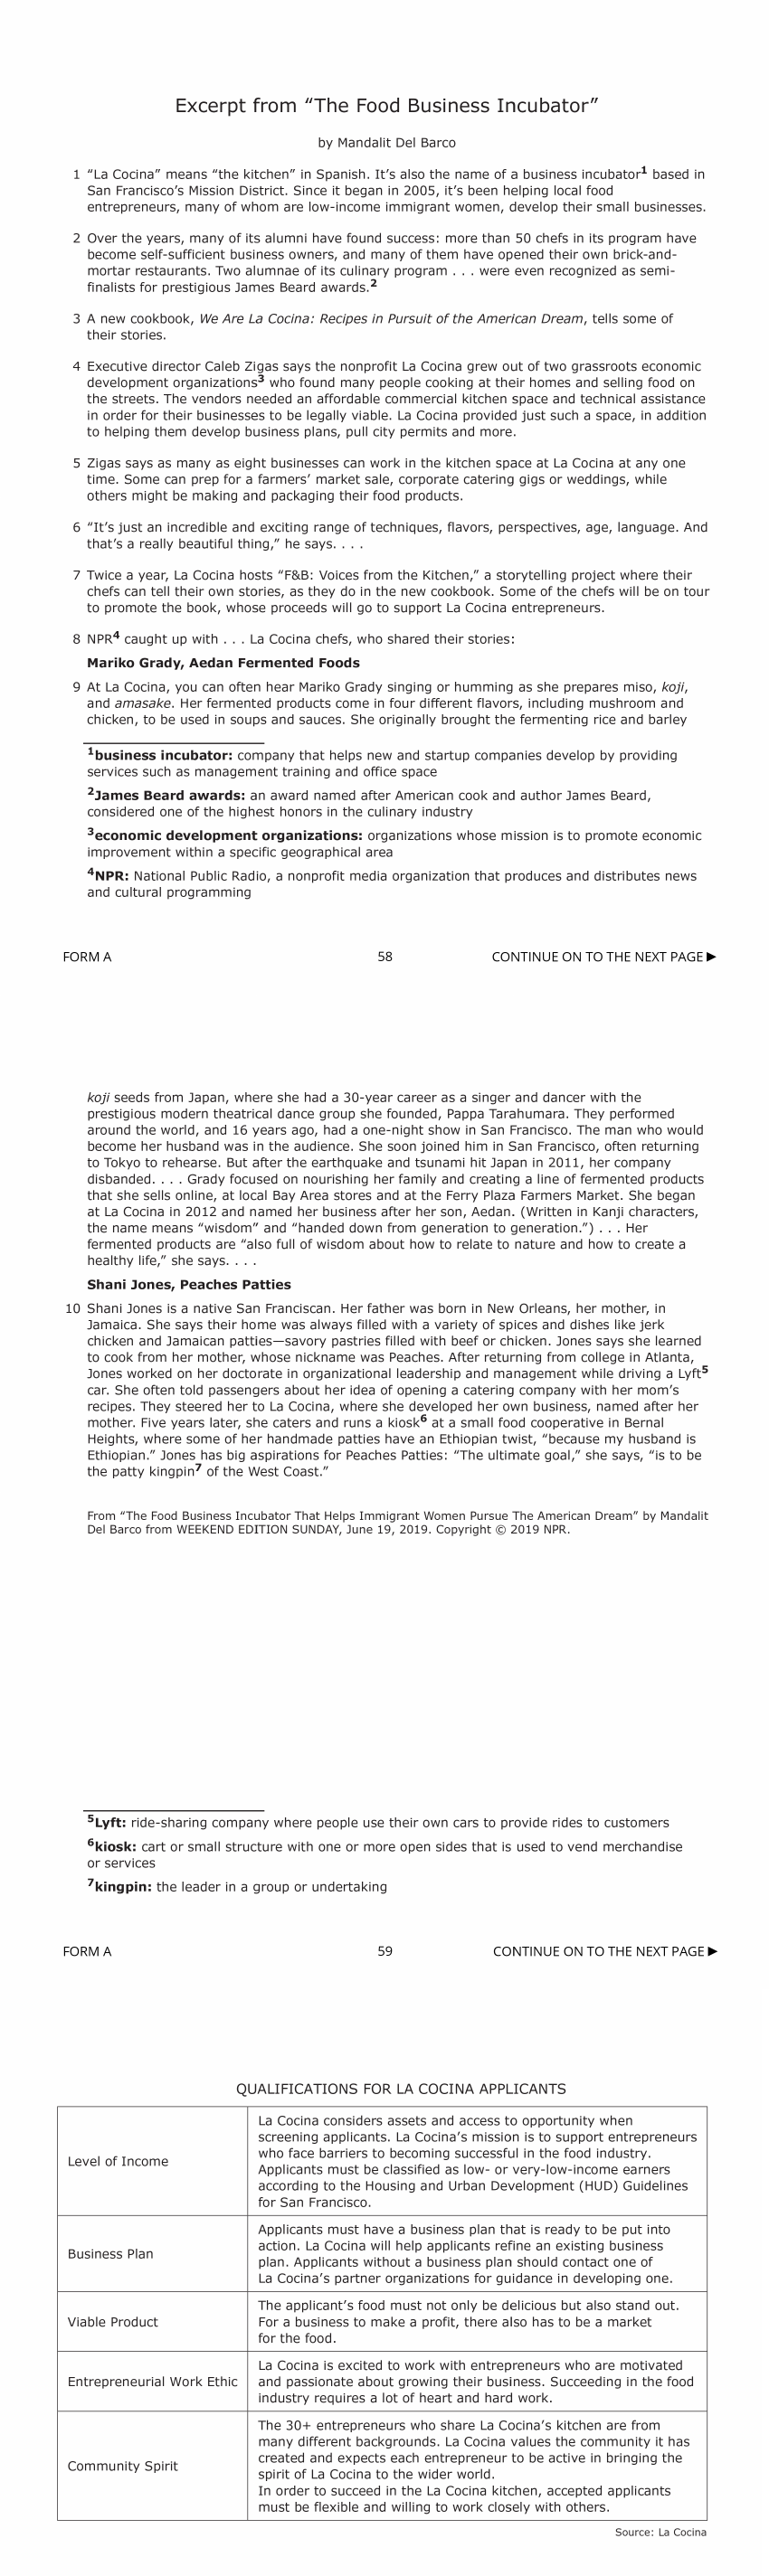 Excerpt from “The Food Business Incubator”
by Mandalit Del Barco
1 “La Cocina” means “the kitchen” in Spanish. It’s also the name of a business incubator1 based in
San Francisco’s Mission District. Since it began in 2005, it’s been helping local food
entrepreneurs, many of whom are low-income immigrant women, develop their small businesses.
2 Over the years, many of its alumni have found success: more than 50 chefs in its program have
become self-sufficient business owners, and many of them have opened their own brick-and-
mortar restaurants. Two alumnae of its culinary program . . . were even recognized as semi-
finalists for prestigious James Beard awards.2
3 A new cookbook, We Are La Cocina: Recipes in Pursuit of the American Dream, tells some of
their stories.
4 Executive director Caleb Zigas says the nonprofit La Cocina grew out of two grassroots economic
development organizations3 who found many people cooking at their homes and selling food on
the streets. The vendors needed an affordable commercial kitchen space and technical assistance
in order for their businesses to be legally viable. La Cocina provided just such a space, in addition
to helping them develop business plans, pull city permits and more.
5 Zigas says as many as eight businesses can work in the kitchen space at La Cocina at any one
time. Some can prep for a farmers’ market sale, corporate catering gigs or weddings, while
others might be making and packaging their food products.
6 “It’s just an incredible and exciting range of techniques, flavors, perspectives, age, language. And
that’s a really beautiful thing,” he says. . . .
7 Twice a year, La Cocina hosts “F&B: Voices from the Kitchen,” a storytelling project where their
chefs can tell their own stories, as they do in the new cookbook. Some of the chefs will be on tour
to promote the book, whose proceeds will go to support La Cocina entrepreneurs.
8 NPR4 caught up with . . . La Cocina chefs, who shared their stories:
Mariko Grady, Aedan Fermented Foods
9 At La Cocina, you can often hear Mariko Grady singing or humming as she prepares miso, koji,
and amasake. Her fermented products come in four different flavors, including mushroom and
chicken, to be used in soups and sauces. She originally brought the fermenting rice and barley
1business incubator: company that helps new and startup companies develop by providing
services such as management training and office space
2James Beard awards: an award named after American cook and author James Beard,
considered one of the highest honors in the culinary industry
3economic development organizations: organizations whose mission is to promote economic
improvement within a specific geographical area
4NPR: National Public Radio, a nonprofit media organization that produces and distributes news
and cultural programming
FORM A 58 CONTINUE ON TO THE NEXT PAGE ►
koji seeds from Japan, where she had a 30-year career as a singer and dancer with the
prestigious modern theatrical dance group she founded, Pappa Tarahumara. They performed
around the world, and 16 years ago, had a one-night show in San Francisco. The man who would
become her husband was in the audience. She soon joined him in San Francisco, often returning
to Tokyo to rehearse. But after the earthquake and tsunami hit Japan in 2011, her company
disbanded. . . . Grady focused on nourishing her family and creating a line of fermented products
that she sells online, at local Bay Area stores and at the Ferry Plaza Farmers Market. She began
at La Cocina in 2012 and named her business after her son, Aedan. (Written in Kanji characters,
the name means “wisdom” and “handed down from generation to generation.”) . . . Her
fermented products are “also full of wisdom about how to relate to nature and how to create a
healthy life,” she says. . . .
Shani Jones, Peaches Patties
10 Shani Jones is a native San Franciscan. Her father was born in New Orleans, her mother, in
Jamaica. She says their home was always filled with a variety of spices and dishes like jerk
chicken and Jamaican patties—savory pastries filled with beef or chicken. Jones says she learned
to cook from her mother, whose nickname was Peaches. After returning from college in Atlanta,
Jones worked on her doctorate in organizational leadership and management while driving a Lyft5
car. She often told passengers about her idea of opening a catering company with her mom’s
recipes. They steered her to La Cocina, where she developed her own business, named after her
mother. Five years later, she caters and runs a kiosk6 at a small food cooperative in Bernal
Heights, where some of her handmade patties have an Ethiopian twist, “because my husband is
Ethiopian.” Jones has big aspirations for Peaches Patties: “The ultimate goal,” she says, “is to be
the patty kingpin7 of the West Coast.”
From “The Food Business Incubator That Helps Immigrant Women Pursue The American Dream” by Mandalit
Del Barco from WEEKEND EDITION SUNDAY, June 19, 2019. Copyright © 2019 NPR.
5Lyft: ride-sharing company where people use their own cars to provide rides to customers
6kiosk: cart or small structure with one or more open sides that is used to vend merchandise
or services
7kingpin: the leader in a group or undertaking
FORM A 59 CONTINUE ON TO THE NEXT PAGE ►
QUALIFICATIONS FOR LA COCINA APPLICANTS
Level of Income
La Cocina considers assets and access to opportunity when
screening applicants. La Cocina’s mission is to support entrepreneurs
who face barriers to becoming successful in the food industry.
Applicants must be classified as low- or very-low-income earners
according to the Housing and Urban Development (HUD) Guidelines
for San Francisco.
Business Plan
Applicants must have a business plan that is ready to be put into
action. La Cocina will help applicants refine an existing business
plan. Applicants without a business plan should contact one of
La Cocina’s partner organizations for guidance in developing one.
Viable Product
The applicant’s food must not only be delicious but also stand out.
For a business to make a profit, there also has to be a market
for the food.
Entrepreneurial Work Ethic
La Cocina is excited to work with entrepreneurs who are motivated
and passionate about growing their business. Succeeding in the food
industry requires a lot of heart and hard work.
Community Spirit
The 30+ entrepreneurs who share La Cocina’s kitchen are from
many different backgrounds. La Cocina values the community it has
created and expects each entrepreneur to be active in bringing the
spirit of La Cocina to the wider world.
In order to succeed in the La Cocina kitchen, accepted applicants
must be flexible and willing to work closely with others.
Source: La Cocina